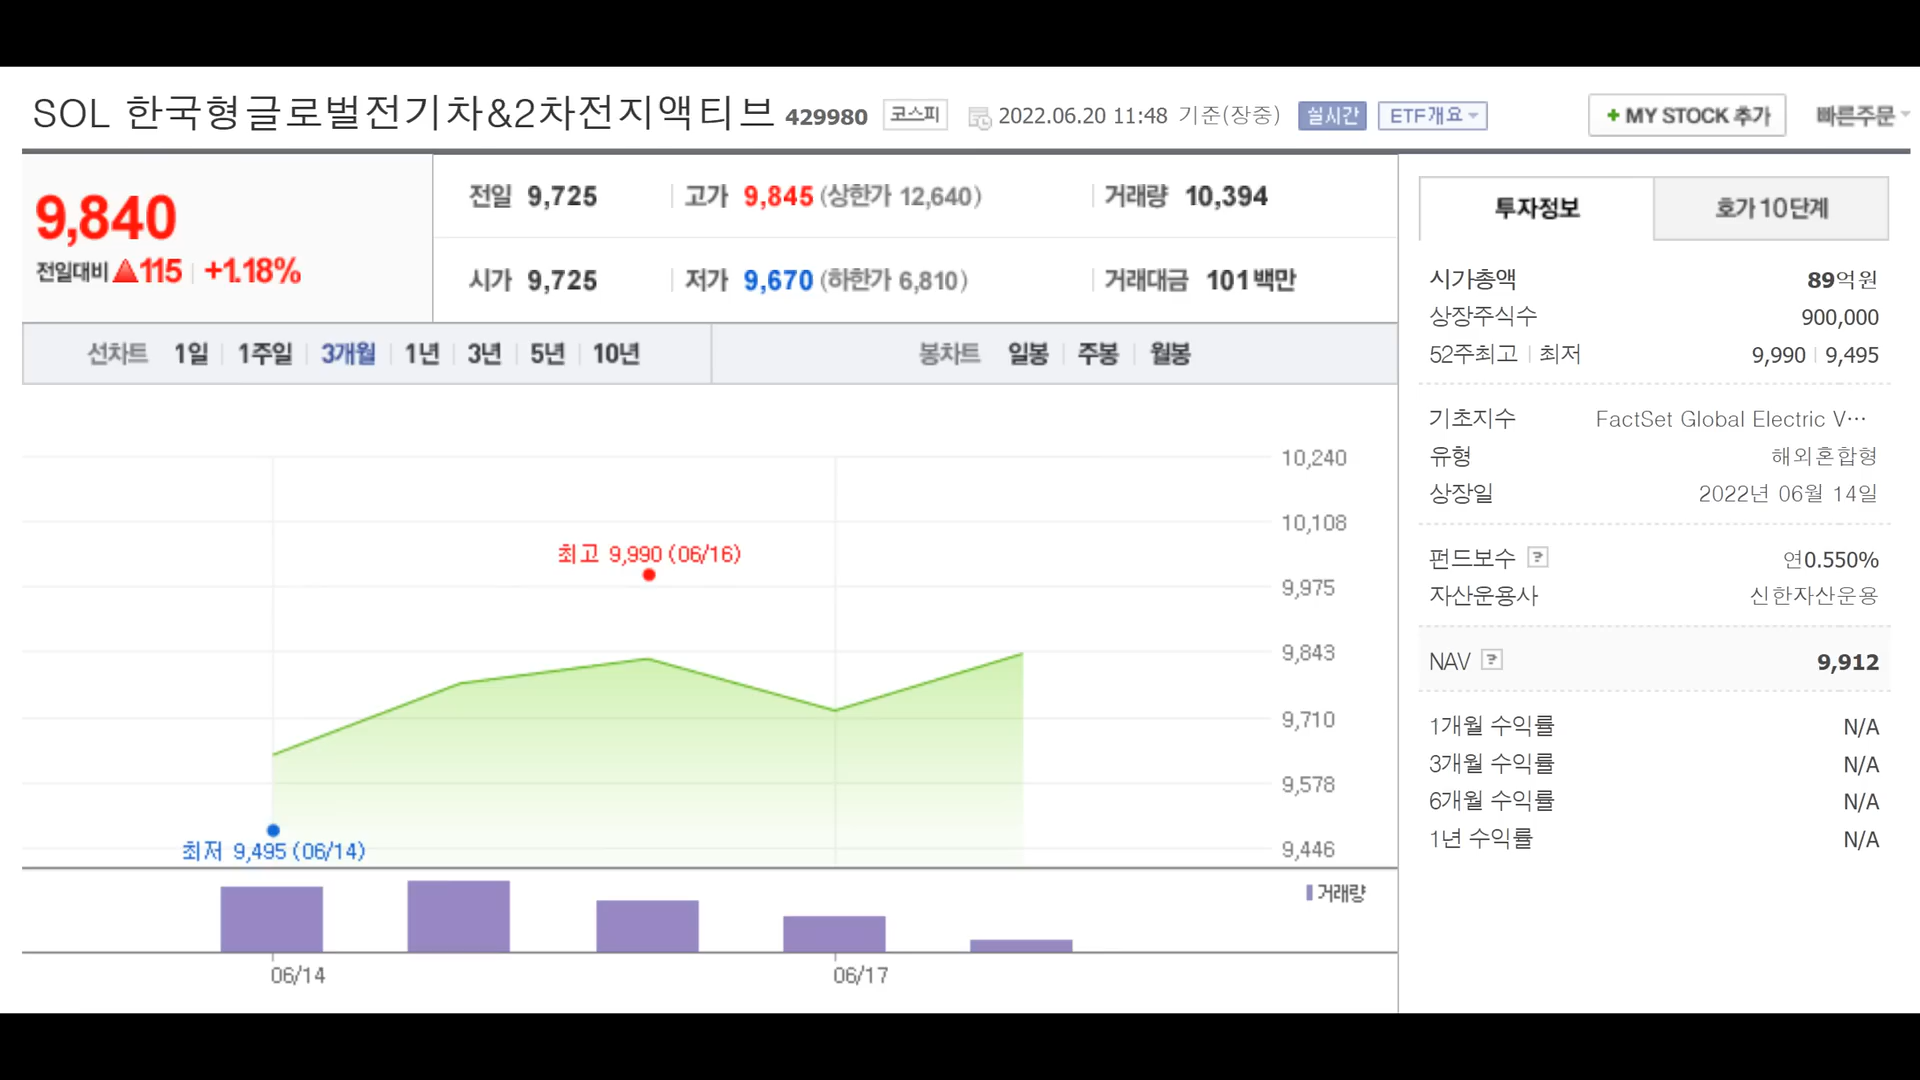 SOL 한국형글로벌전기차&2차전지액티브 429980 코스피 2022.06.20 11:48 기준(장중) 실시간 ETF개요 + MY STOCK 추가 빠른주문
9,840
전일대비 ▲115 +1.18%
전일 9,725 고가 9,845 (상한가 12,640) 거래량 10,394
시가 9,725 저가 9,670 (하한가 6,810) 거래대금 101백만
선차트 1일 1주일 3개월 1년 3년 5년 10년 봉차트 일봉 주봉 월봉
10,240
10,108
최고 9,990 (06/16)
9,975
9,843
9,710
9,578
최저 9,495 (06/14)
9,446
거래량
06/14 06/17
투자정보 호가10단계
시가총액 89억원
상장주식수 900,000
52주최고 최저 9,990 9,495
기초지수 FactSet Global Electric V…
유형 해외혼합형
상장일 2022년 06월 14일
펀드보수 ? 연0.550%
자산운용사 신한자산운용
NAV ? 9,912
1개월 수익률 N/A
3개월 수익률 N/A
6개월 수익률 N/A
1년 수익률 N/A